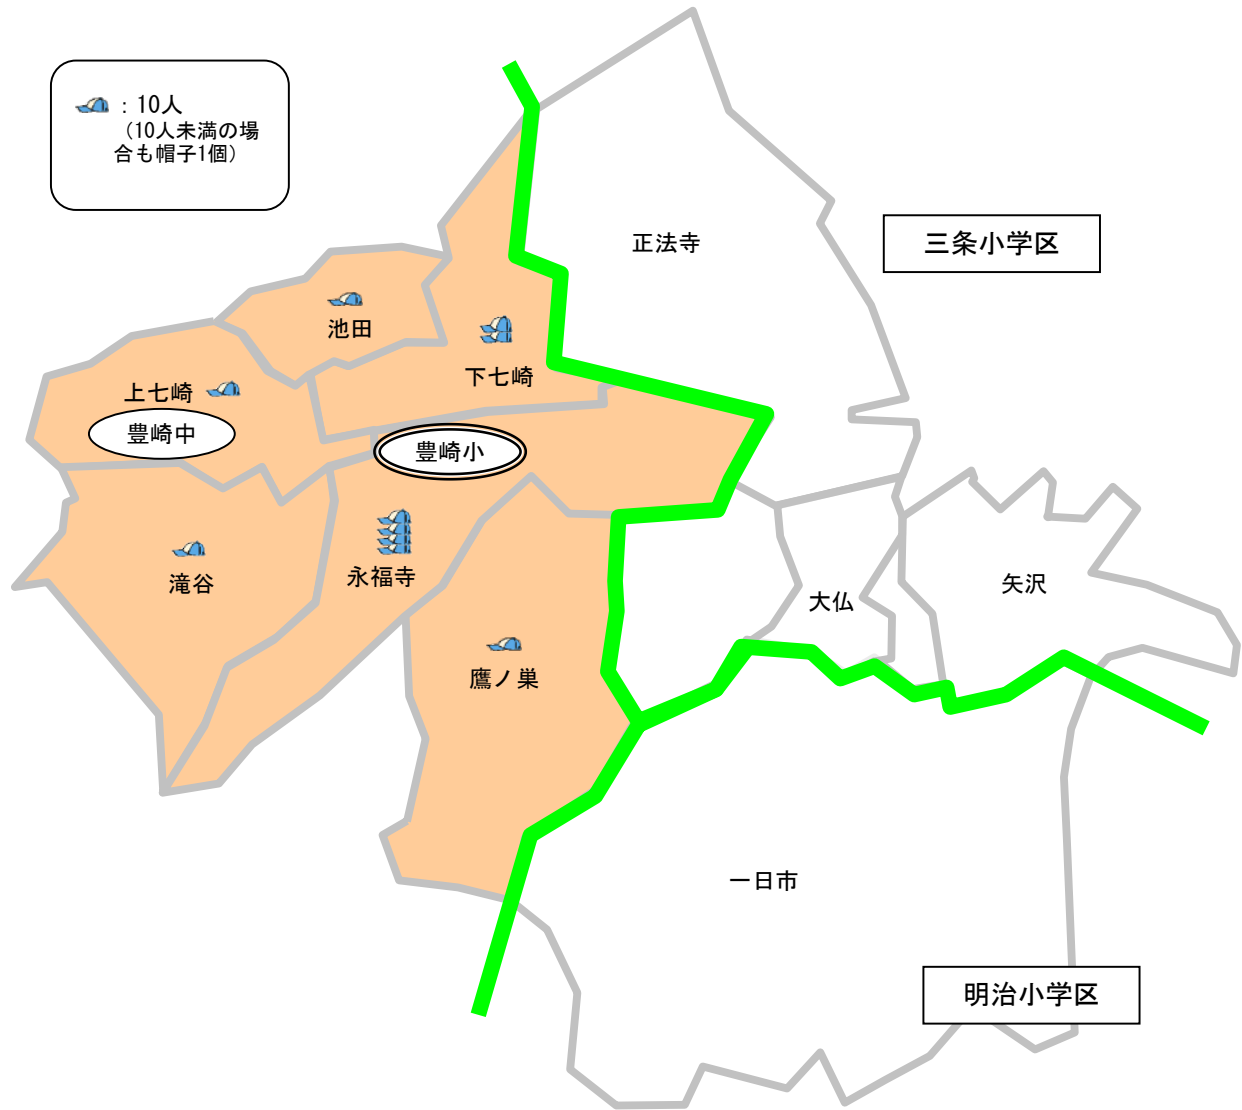 ：10人
（10人未満の場
合も帽子1個）
正法寺
三条小学区
池田
下七崎
上七崎
豊崎中
豊崎小
滝谷
永福寺
大仏
矢沢
鷹ノ巣
一日市
明治小学区